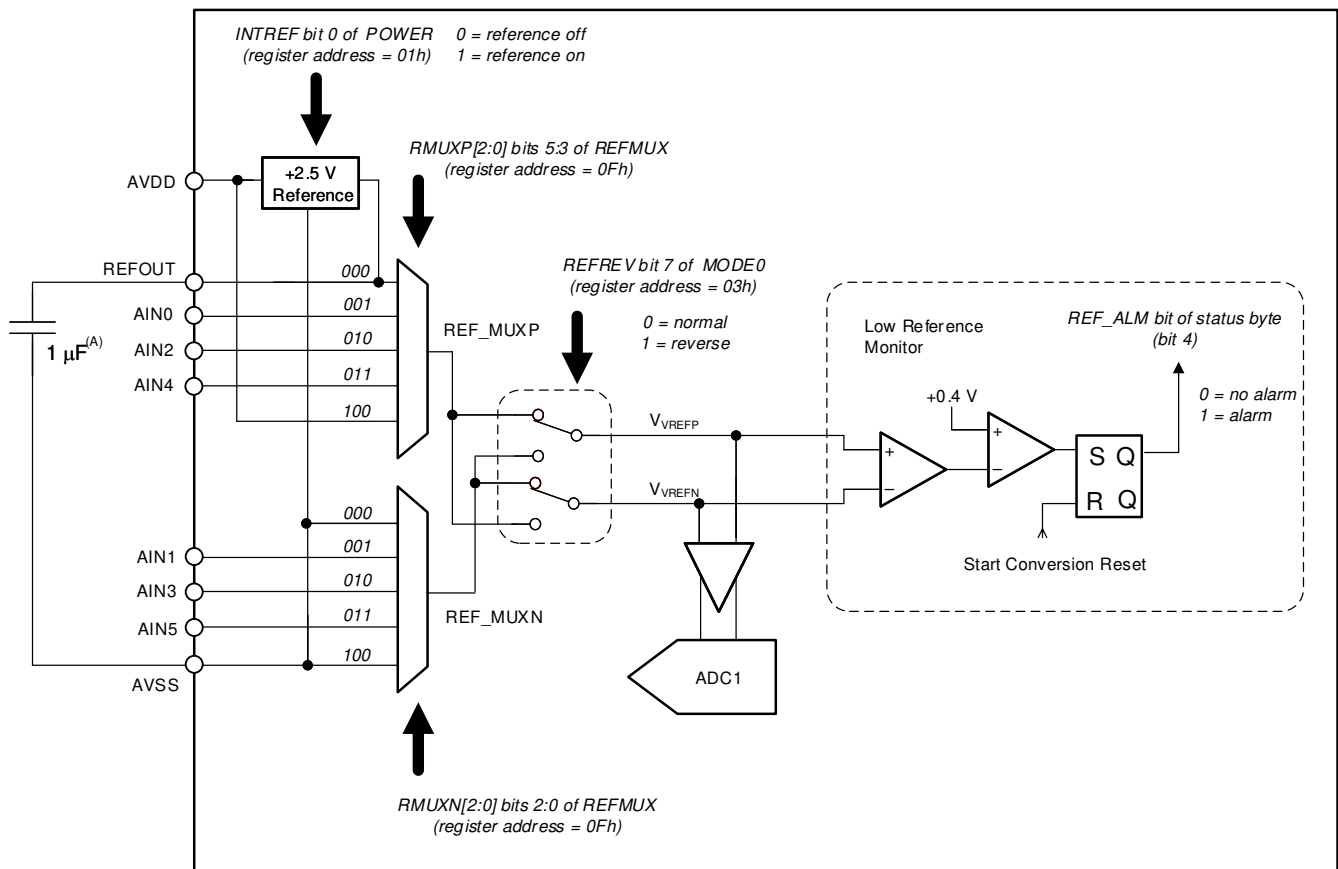 INTREF bit 0 of POWER 0 = reference off
(register address = 01h) 1 = reference on
RMUXP[2:0] bits 5:3 of REFMUX
(register address = 0Fh)
AVDD
+2.5 V
Reference
REFOUT
000
AIN0
001
AIN2
010
AIN4
011
100
1 µF(A)
REF_MUXP
REFREV bit 7 of MODE0
(register address = 03h)
0 = normal
1 = reverse
VVREFP
VVREFN
Low Reference
Monitor
+0.4 V
+
-
+
-
REF_ALM bit of status byte
(bit 4)
0 = no alarm
1 = alarm
S Q
R Q
Start Conversion Reset
000
AIN1
001
AIN3
010
AIN5
011
AVSS
100
REF_MUXN
ADC1
RMUXN[2:0] bits 2:0 of REFMUX
(register address = 0Fh)